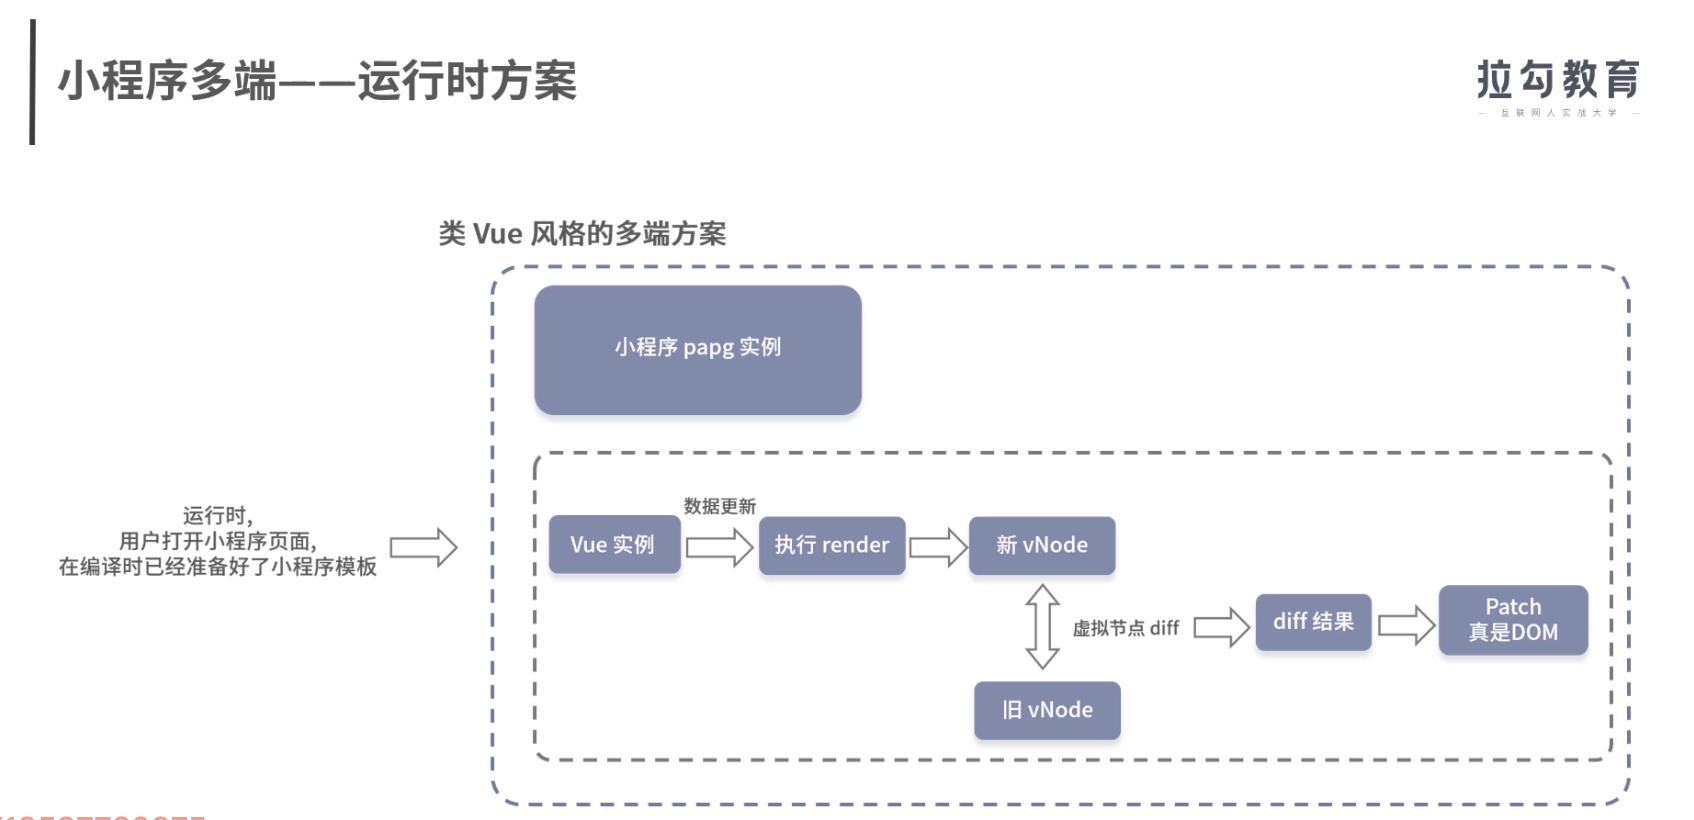 小程序多端——运行时方案
拉勾教育
— 互联网人实战大学 —
类 Vue 风格的多端方案
小程序 papg 实例
运行时,
用户打开小程序页面,
在编译时已经准备好了小程序模板
Vue 实例
数据更新
执行 render
新 vNode
虚拟节点 diff
diff 结果
Patch
真是DOM
旧 vNode